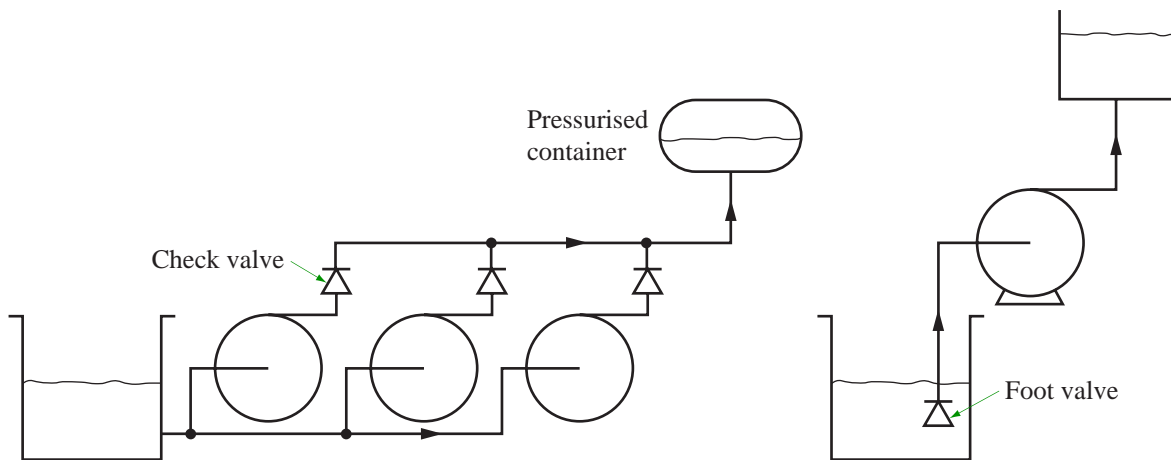 Pressurised
container
Check valve
Foot valve